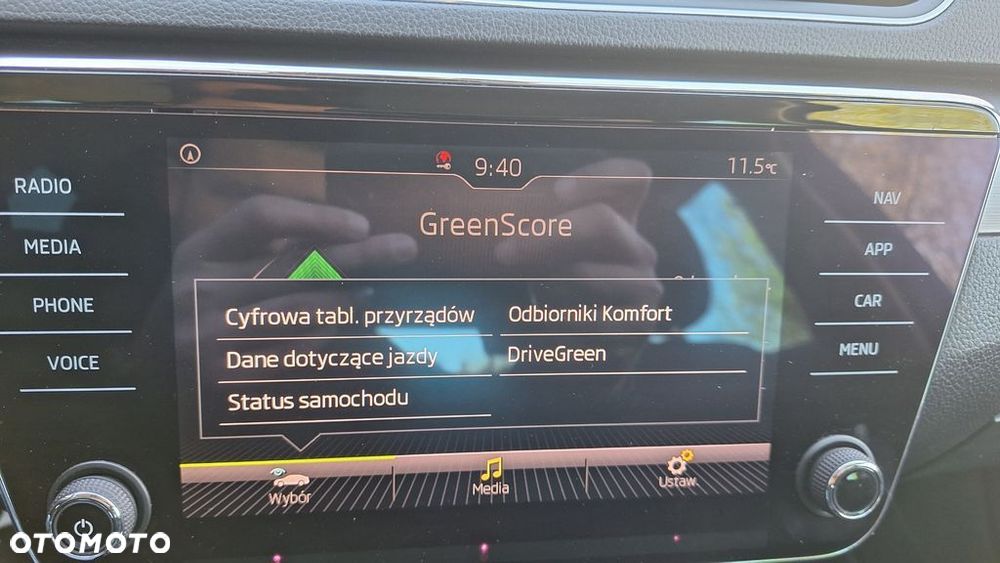 9:40
11.5°C
RADIO
MEDIA
PHONE
VOICE
GreenScore
NAV
APP
CAR
MENU
Cyfrowa tabl. przyrządów
Odbiorniki Komfort
Dane dotyczące jazdy
DriveGreen
Status samochodu
Wybór
Media
Ustaw.
OTOMOTO